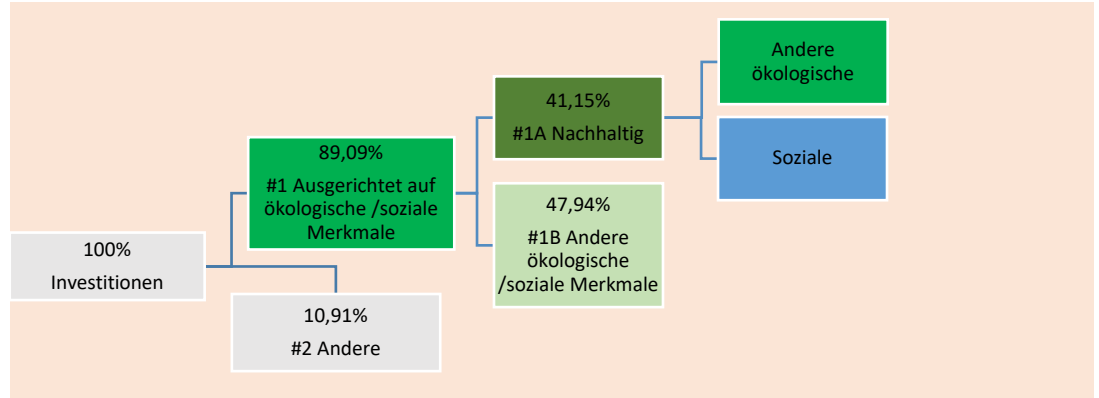 100%
Investitionen
89,09%
#1 Ausgerichtet auf
ökologische /soziale
Merkmale
10,91%
#2 Andere
41,15%
#1A Nachhaltig
47,94%
#1B Andere
ökologische
/soziale Merkmale
Andere
ökologische
Soziale